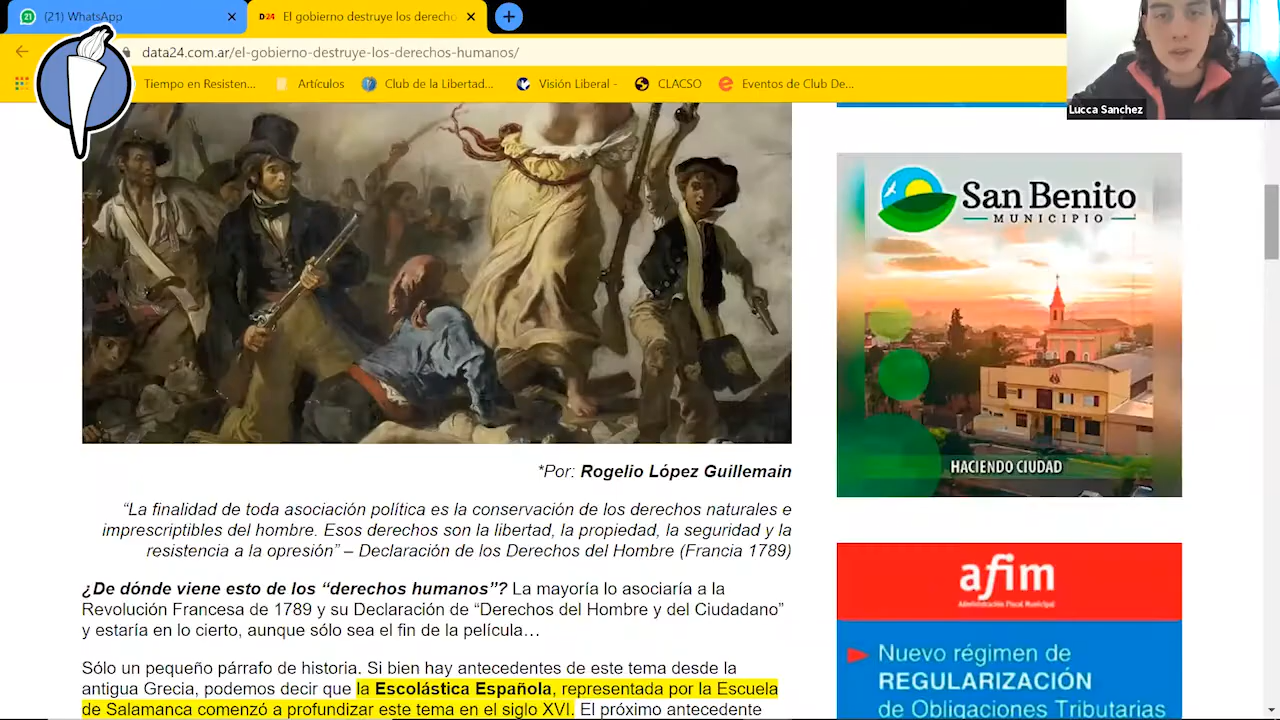 (21) WhatsApp
D24 El gobierno destruye los derecho
data24.com.ar/el-gobierno-destruye-los-derechos-humanos/
Tiempo en Resisten...
Artículos
Club de la Libertad...
Visión Liberal -
CLACSO
Eventos de Club De...
Lucca Sanchez
San Benito
MUNICIPIO
HACIENDO CIUDAD
*Por: Rogelio López Guillemain
“La finalidad de toda asociación política es la conservación de los derechos naturales e
imprescriptibles del hombre. Esos derechos son la libertad, la propiedad, la seguridad y la
resistencia a la opresión” – Declaración de los Derechos del Hombre (Francia 1789)
¿De dónde viene esto de los “derechos humanos”? La mayoría lo asociaría a la
Revolución Francesa de 1789 y su Declaración de “Derechos del Hombre y del Ciudadano”
y estaría en lo cierto, aunque sólo sea el fin de la película…
Sólo un pequeño párrafo de historia. Si bien hay antecedentes de este tema desde la
antigua Grecia, podemos decir que la Escolástica Española, representada por la Escuela
de Salamanca comenzó a profundizar este tema en el siglo XVI. El próximo antecedente
afim
Administración Fiscal Municipal
Nuevo régimen de
REGULARIZACIÓN
de Obligaciones Tributarias